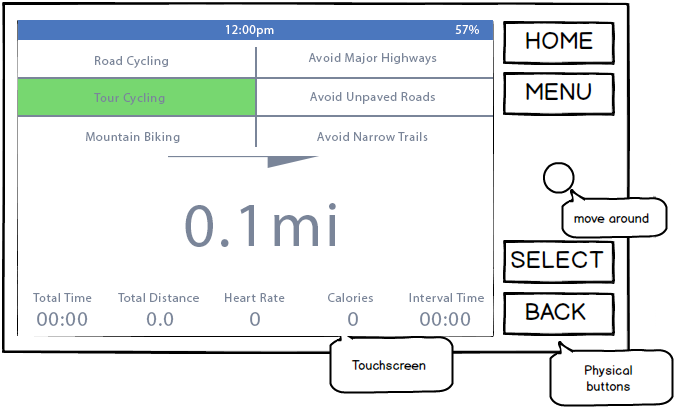 12:00pm 57%
HOME
Road Cycling Avoid Major Highways
MENU
Tour Cycling Avoid Unpaved Roads
Mountain Biking Avoid Narrow Trails
0.1mi
move around
SELECT
Total Time Total Distance Heart Rate Calories Interval Time
00:00 0.0 0 0 00:00
BACK
Touchscreen
Physical
buttons